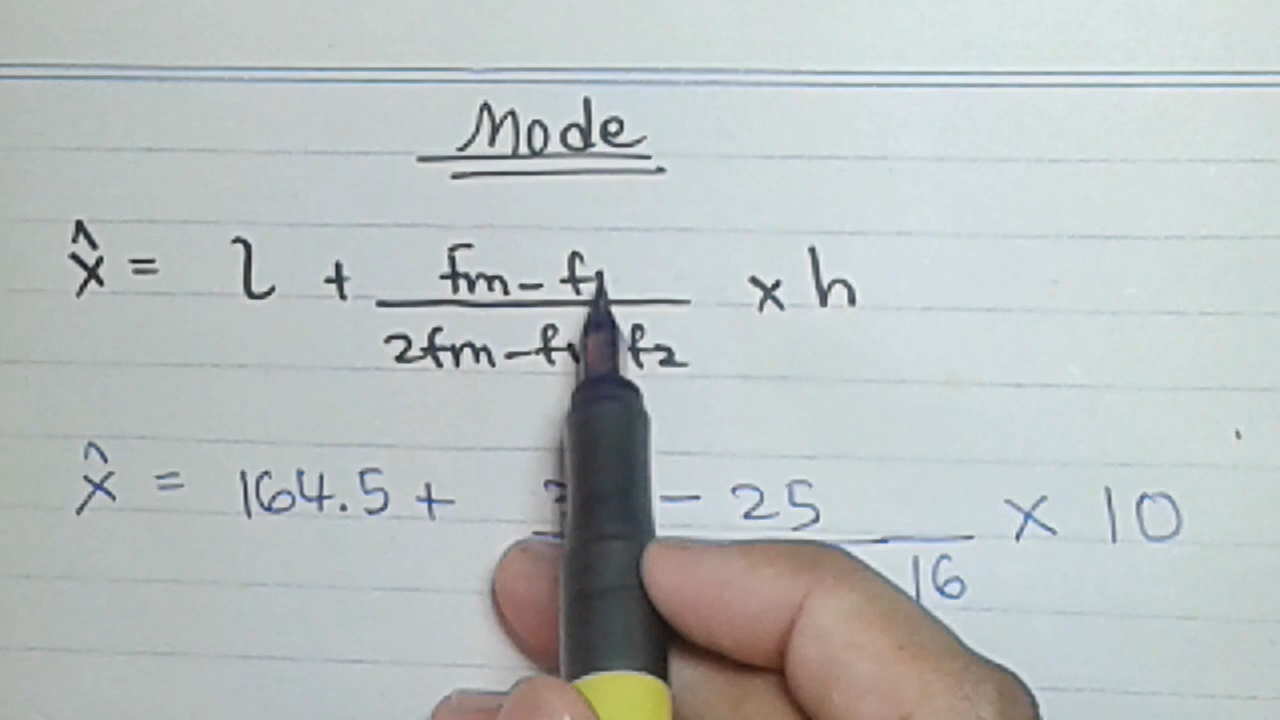 Mode
x̂ = l + fm - f1 / 2fm - f1 f2 × h
x̂ = 164.5 + - 25 / 16 × 10